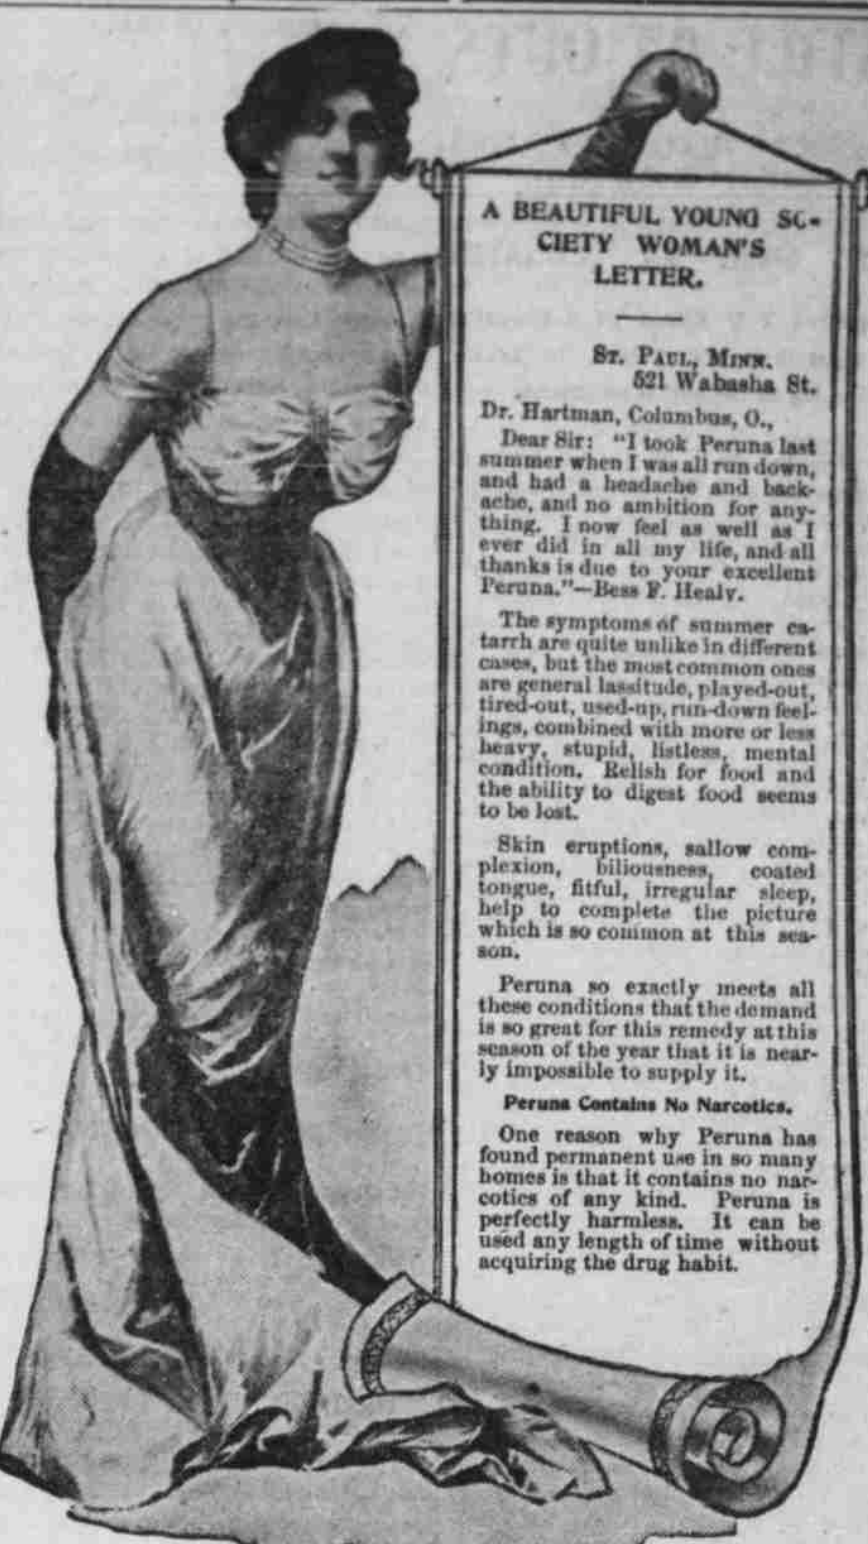 A BEAUTIFUL YOUNG SO-
CIETY WOMAN'S
LETTER.
ST. PAUL, MINN.
521 Wabasha St.
Dr. Hartman, Columbus, O.,
Dear Sir: "I took Peruna last
summer when I was all run down,
and had a headache and back-
ache, and no ambition for any-
thing. I now feel as well as I
ever did in all my life, and all
thanks is due to your excellent
Peruna."—Bess F. Healy.
The symptoms of summer ca-
tarrh are quite unlike in different
cases, but the most common ones
are general lassitude, played-out,
tired-out, used-up, run-down feel-
ings, combined with more or less
heavy, stupid, listless, mental
condition. Relish for food and
the ability to digest food seems
to be lost.
Skin eruptions, sallow com-
plexion, biliousness, coated
tongue, fitful, irregular sleep,
help to complete the picture
which is so common at this sea-
son.
Peruna so exactly meets all
these conditions that the demand
is so great for this remedy at this
season of the year that it is near-
ly impossible to supply it.
Peruna Contains No Narcotics.
One reason why Peruna has
found permanent use in so many
homes is that it contains no nar-
cotics of any kind. Peruna is
perfectly harmless. It can be
used any length of time without
acquiring the drug habit.